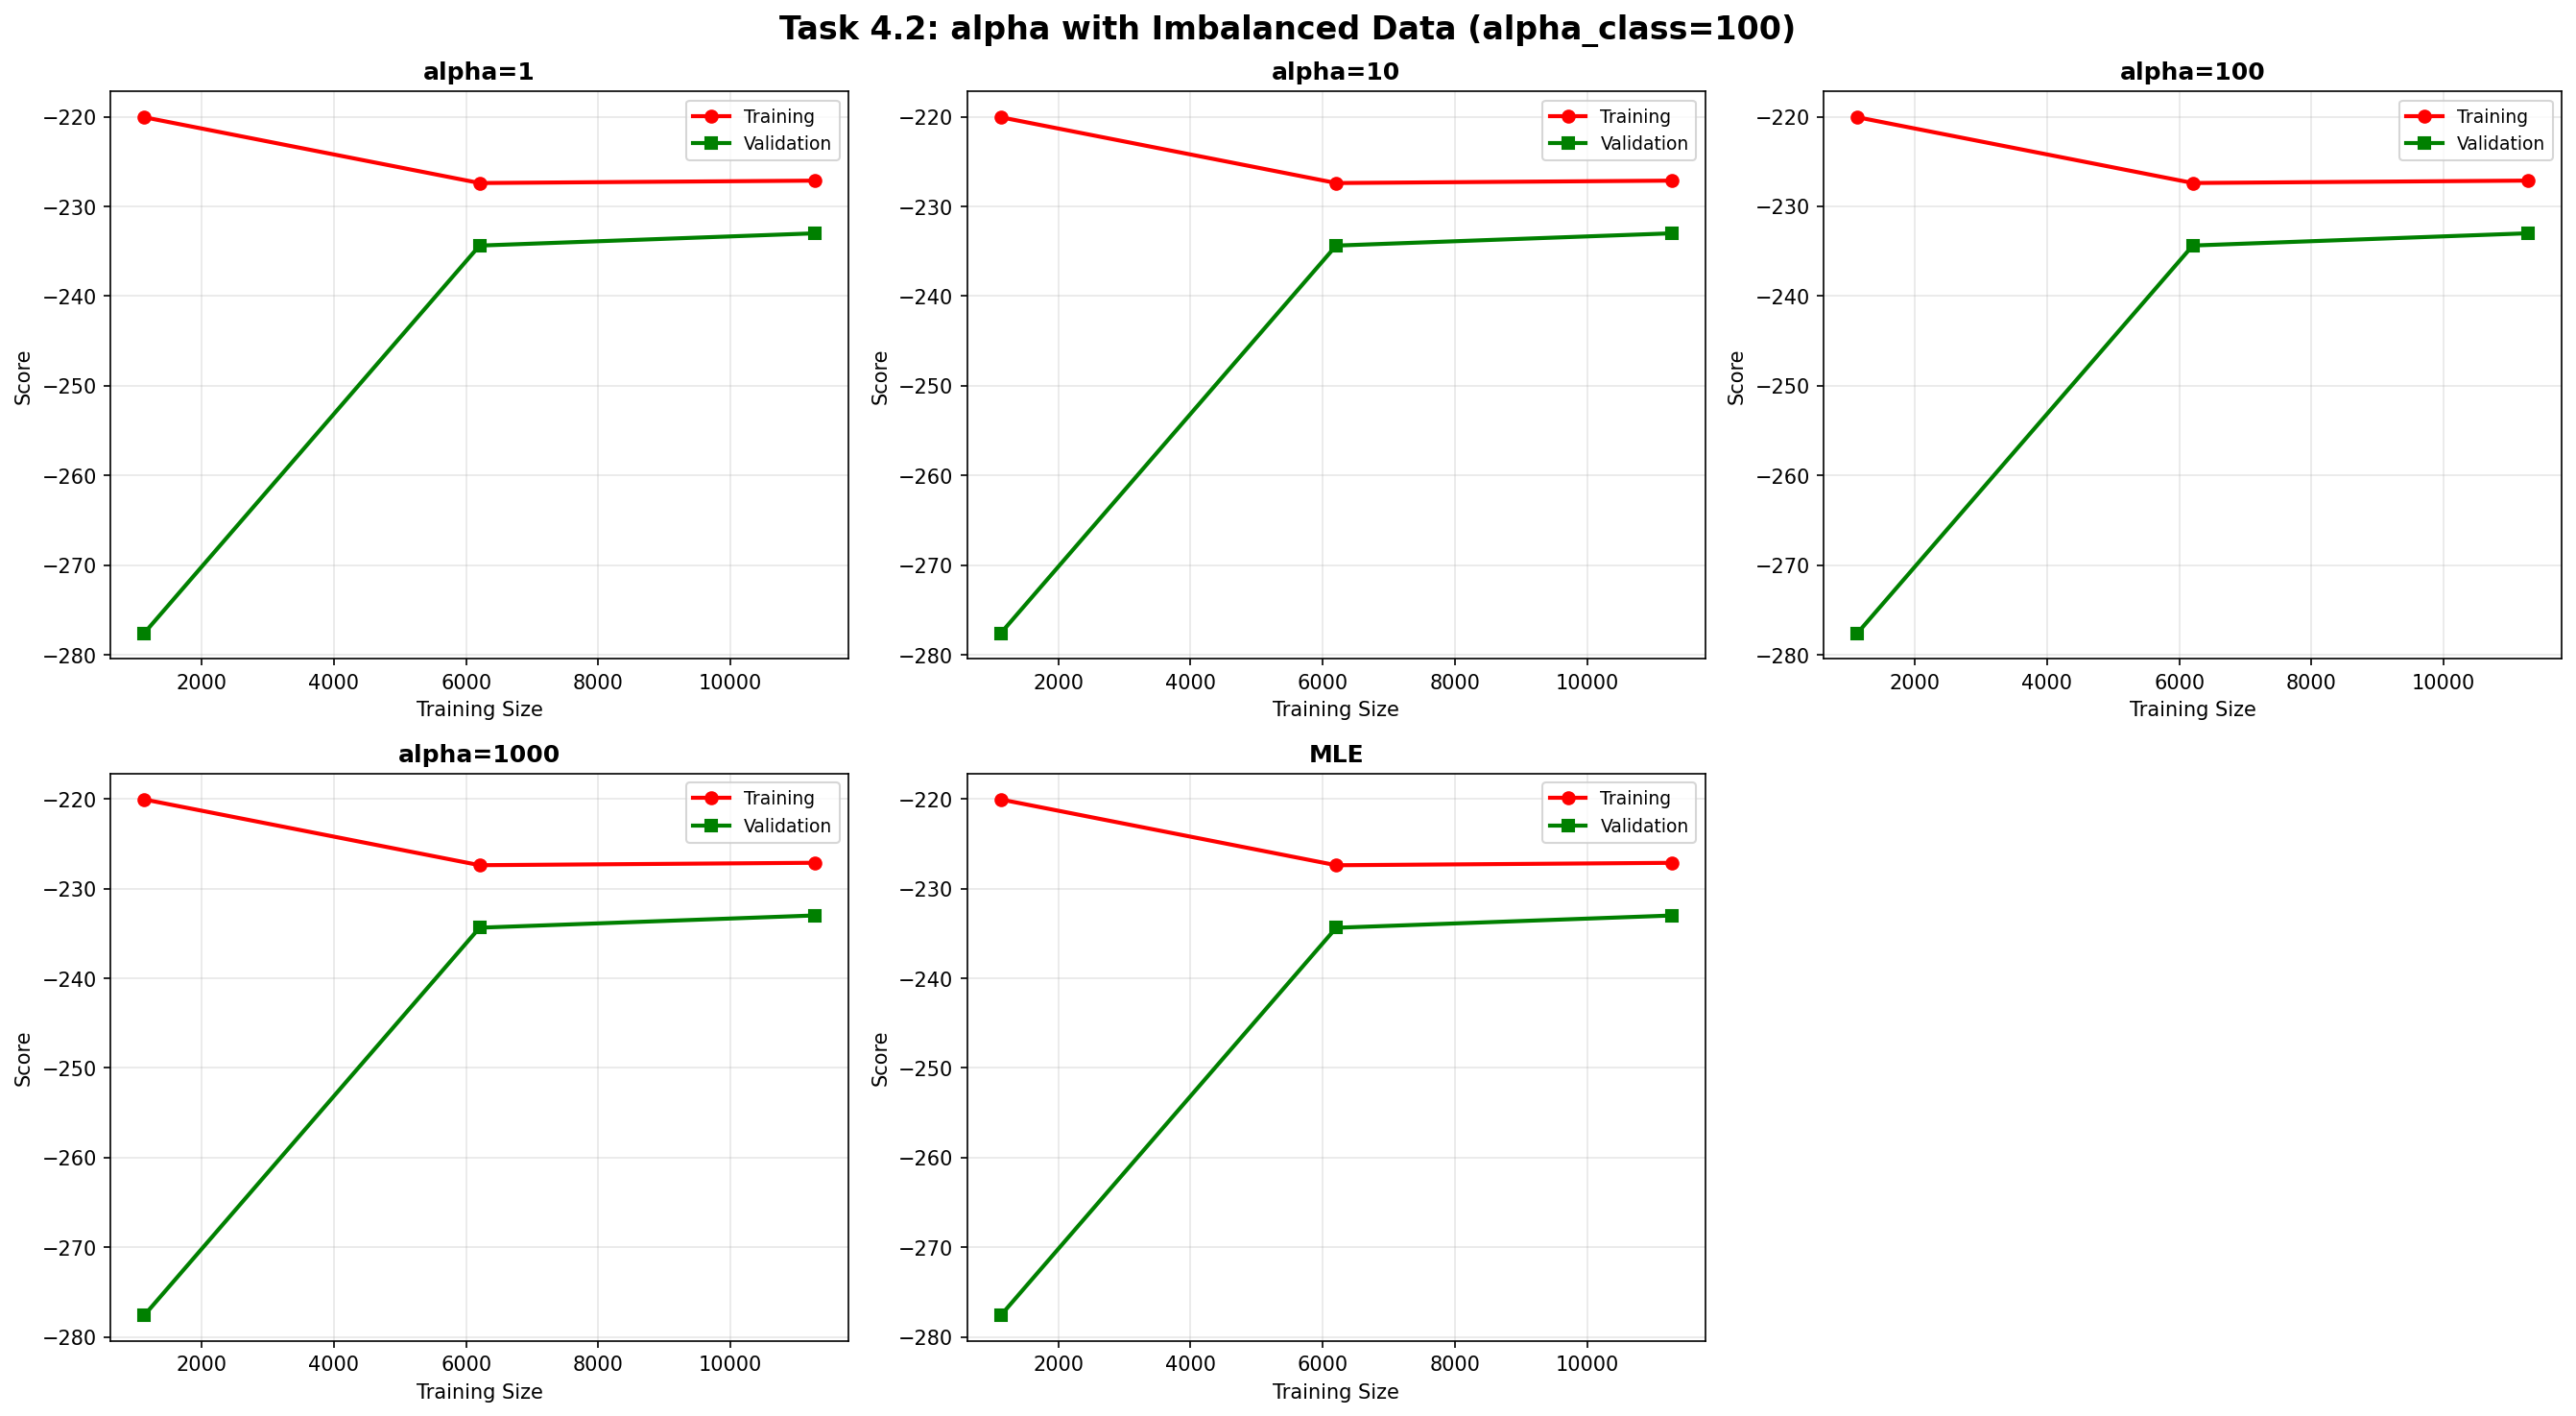 Task 4.2: alpha with Imbalanced Data (alpha_class=100)
alpha=1
−220
−230
−240
−250
−260
−270
−280
Score
2000 4000 6000 8000 10000
Training Size
Training
Validation
alpha=10
−220
−230
−240
−250
−260
−270
−280
Score
2000 4000 6000 8000 10000
Training Size
Training
Validation
alpha=100
−220
−230
−240
−250
−260
−270
−280
Score
2000 4000 6000 8000 10000
Training Size
Training
Validation
alpha=1000
−220
−230
−240
−250
−260
−270
−280
Score
2000 4000 6000 8000 10000
Training Size
Training
Validation
MLE
−220
−230
−240
−250
−260
−270
−280
Score
2000 4000 6000 8000 10000
Training Size
Training
Validation